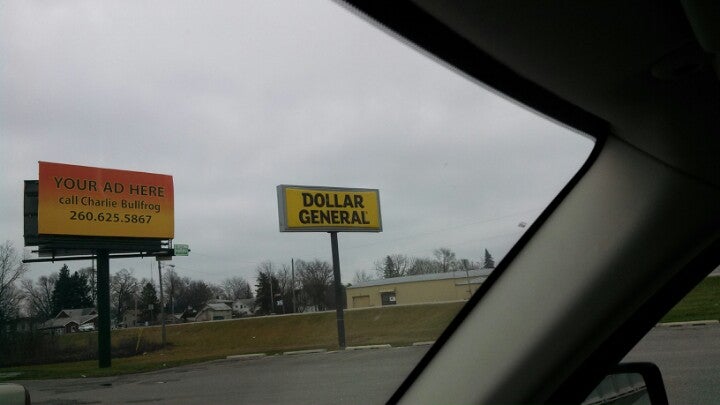 YOUR AD HERE
call Charlie Bullfrog
260.625.5867
DOLLAR
GENERAL